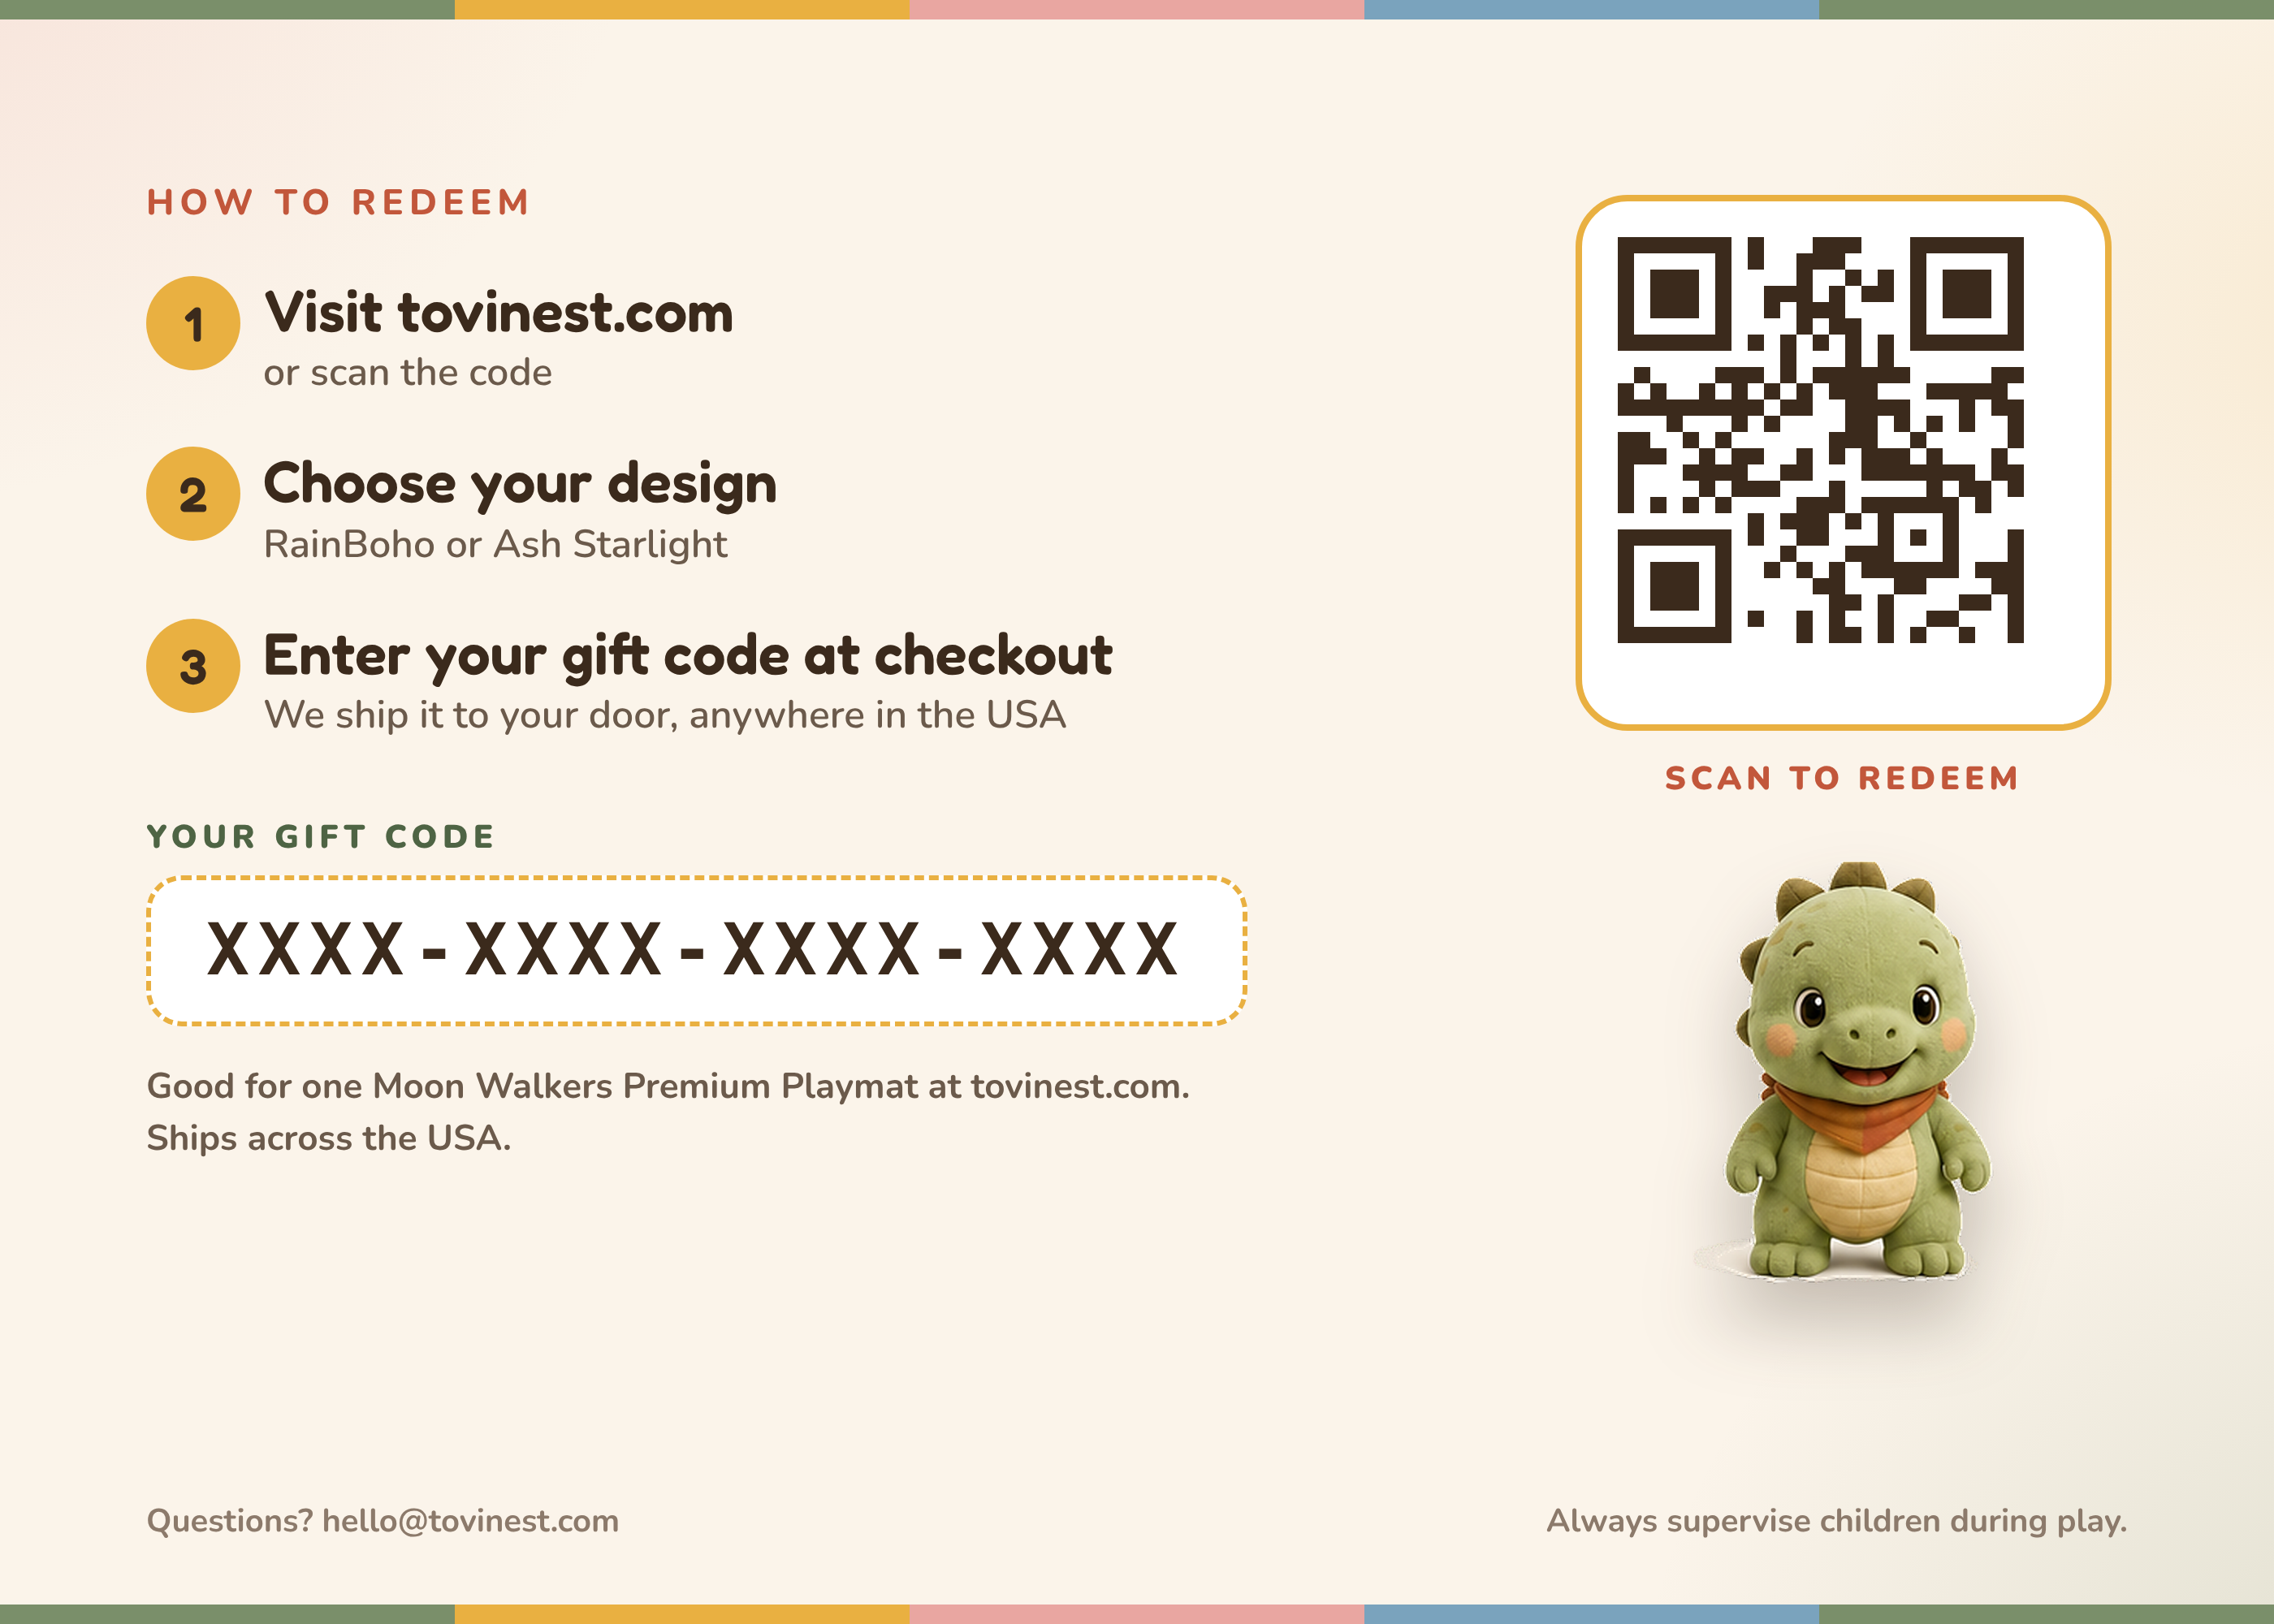 HOW TO REDEEM
1
Visit tovinest.com
or scan the code
2
Choose your design
RainBoho or Ash Starlight
3
Enter your gift code at checkout
We ship it to your door, anywhere in the USA
YOUR GIFT CODE
XXXX-XXXX-XXXX-XXXX
Good for one Moon Walkers Premium Playmat at tovinest.com.
Ships across the USA.
SCAN TO REDEEM
Questions? hello@tovinest.com
Always supervise children during play.